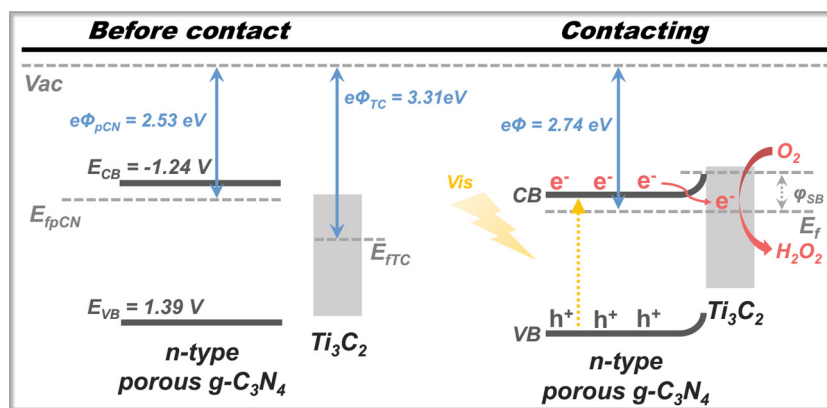 Before contact
Contacting
Vac
eΦpCN = 2.53 eV
eΦTC = 3.31eV
eΦ = 2.74 eV
ECB = -1.24 V
EfpCN
EfTC
EVB = 1.39 V
n-type
porous g-C₃N₄
Ti₃C₂
Vis
CB
e⁻ e⁻ e⁻
e⁻
O₂
φSB
Ef
H₂O₂
h⁺ h⁺ h⁺
VB
Ti₃C₂
n-type
porous g-C₃N₄